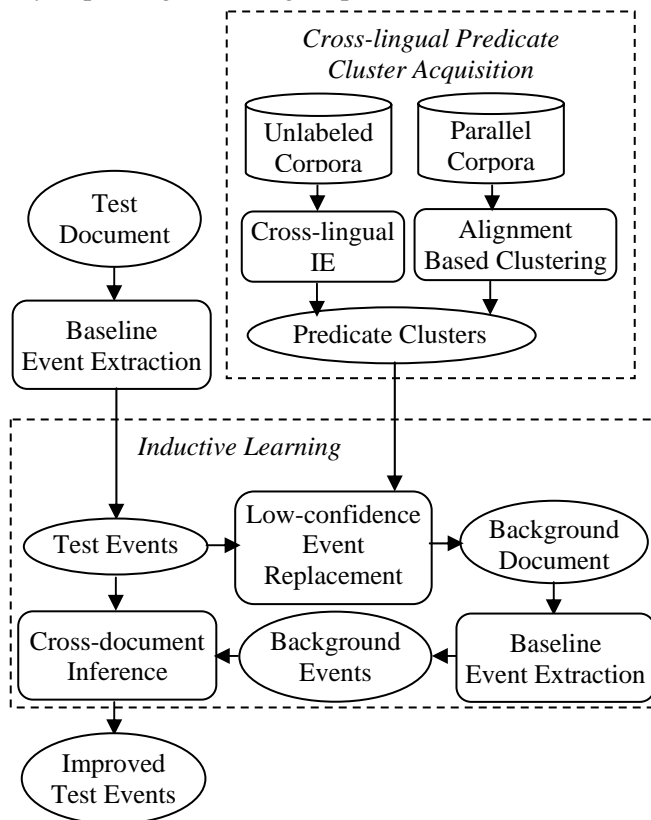 Cross-lingual Predicate
Cluster Acquisition
Unlabeled
Corpora
Parallel
Corpora
Test
Document
Cross-lingual
IE
Alignment
Based Clustering
Baseline
Event Extraction
Predicate Clusters
Inductive Learning
Test Events
Low-confidence
Event
Replacement
Background
Document
Cross-document
Inference
Background
Events
Baseline
Event Extraction
Improved
Test Events